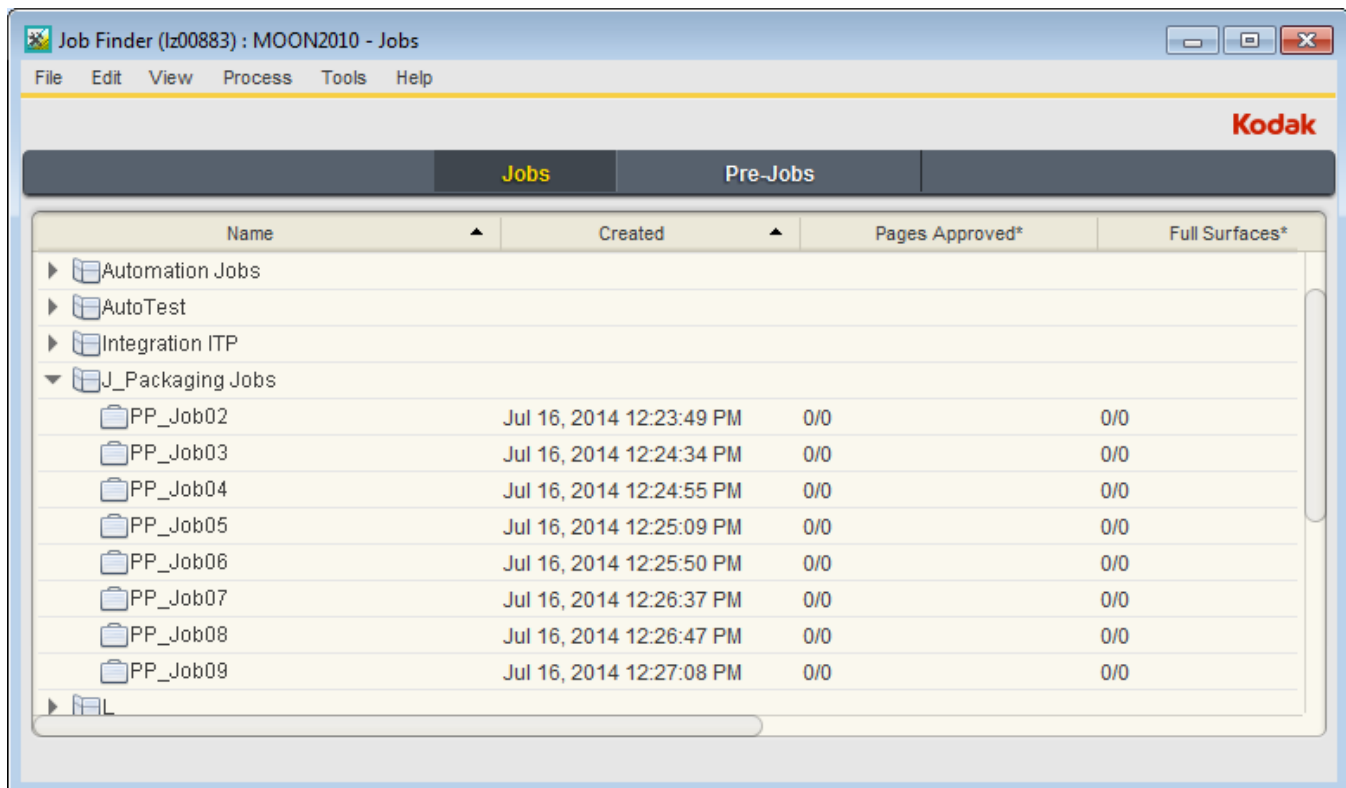 Job Finder (lz00883) : MOON2010 - Jobs
File Edit View Process Tools Help
Kodak
Jobs Pre-Jobs
Name Created Pages Approved* Full Surfaces*
Automation Jobs
AutoTest
Integration ITP
J_Packaging Jobs
PP_Job02 Jul 16, 2014 12:23:49 PM 0/0 0/0
PP_Job03 Jul 16, 2014 12:24:34 PM 0/0 0/0
PP_Job04 Jul 16, 2014 12:24:55 PM 0/0 0/0
PP_Job05 Jul 16, 2014 12:25:09 PM 0/0 0/0
PP_Job06 Jul 16, 2014 12:25:50 PM 0/0 0/0
PP_Job07 Jul 16, 2014 12:26:37 PM 0/0 0/0
PP_Job08 Jul 16, 2014 12:26:47 PM 0/0 0/0
PP_Job09 Jul 16, 2014 12:27:08 PM 0/0 0/0
L